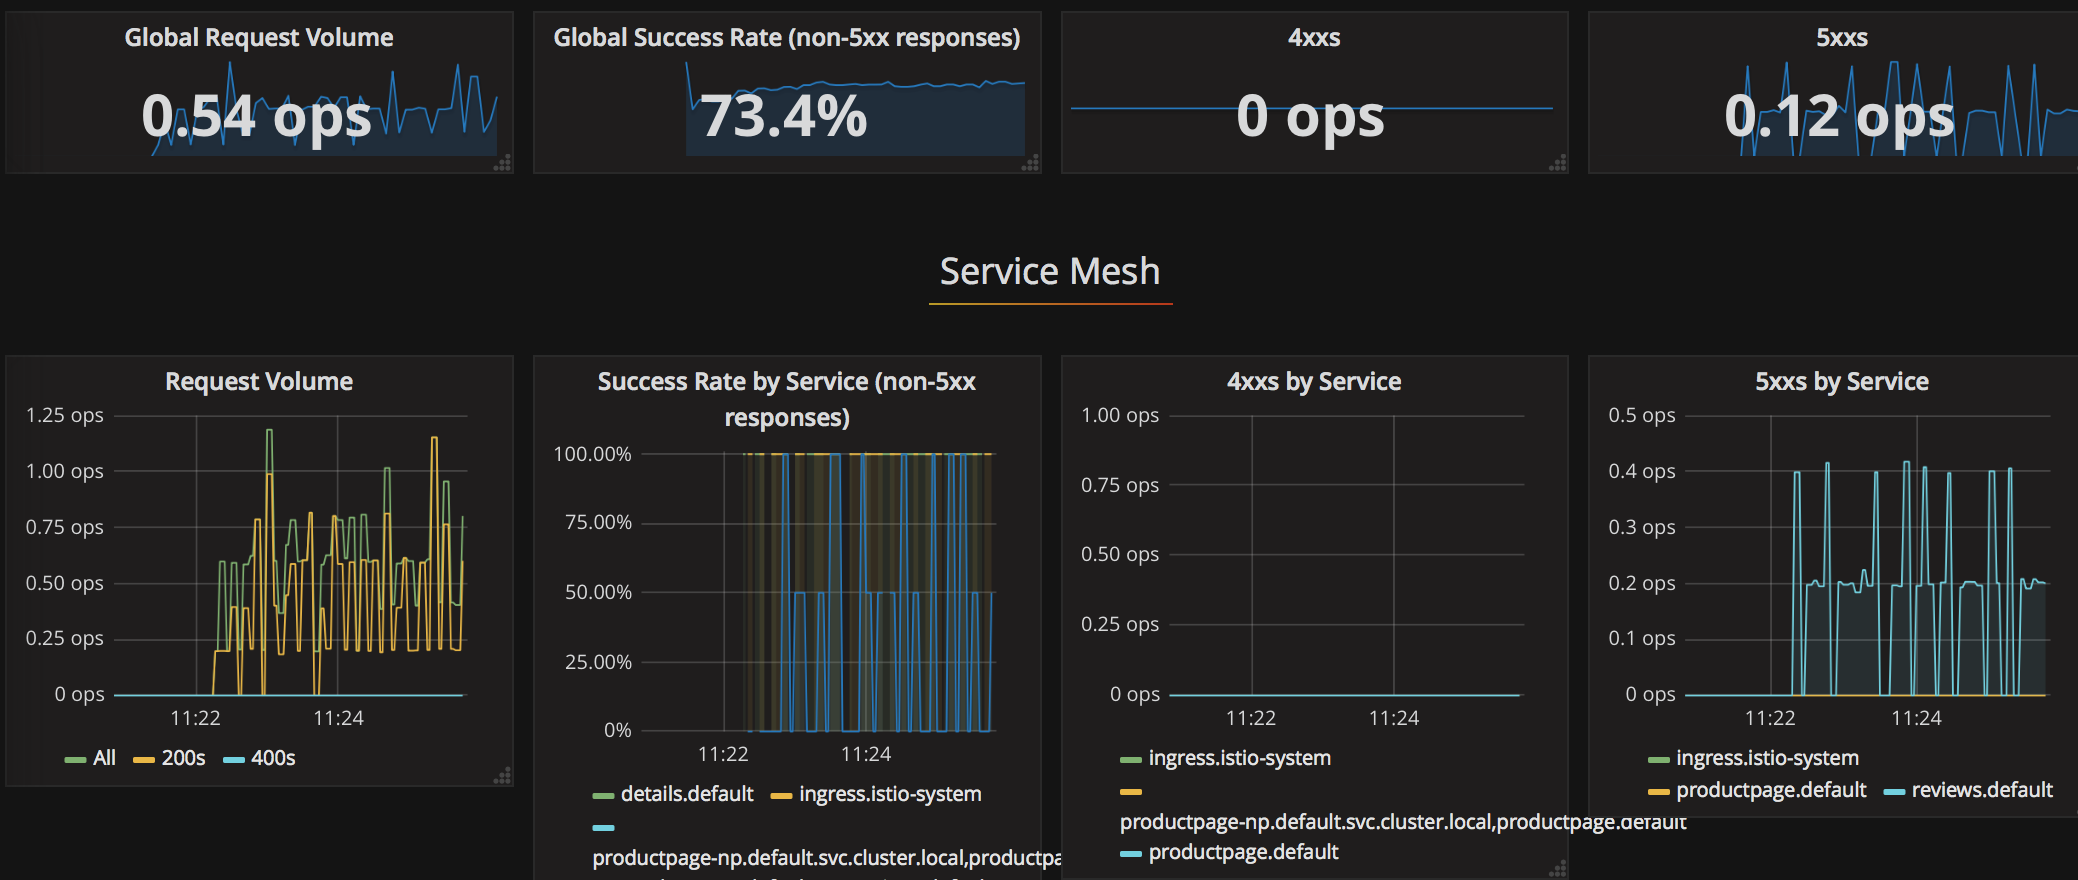 Global Request Volume
0.54 ops
Global Success Rate (non-5xx responses)
73.4%
4xxs
0 ops
5xxs
0.12 ops
Service Mesh
Request Volume
1.25 ops
1.00 ops
0.75 ops
0.50 ops
0.25 ops
0 ops
11:22 11:24
All 200s 400s
Success Rate by Service (non-5xx
responses)
100.00%
75.00%
50.00%
25.00%
0%
11:22 11:24
details.default ingress.istio-system
productpage-np.default.svc.cluster.local,productpa
4xxs by Service
1.00 ops
0.75 ops
0.50 ops
0.25 ops
0 ops
11:22 11:24
ingress.istio-system
productpage-np.default.svc.cluster.local,productpage.default
productpage.default
5xxs by Service
0.5 ops
0.4 ops
0.3 ops
0.2 ops
0.1 ops
0 ops
11:22 11:24
ingress.istio-system
productpage.default reviews.default